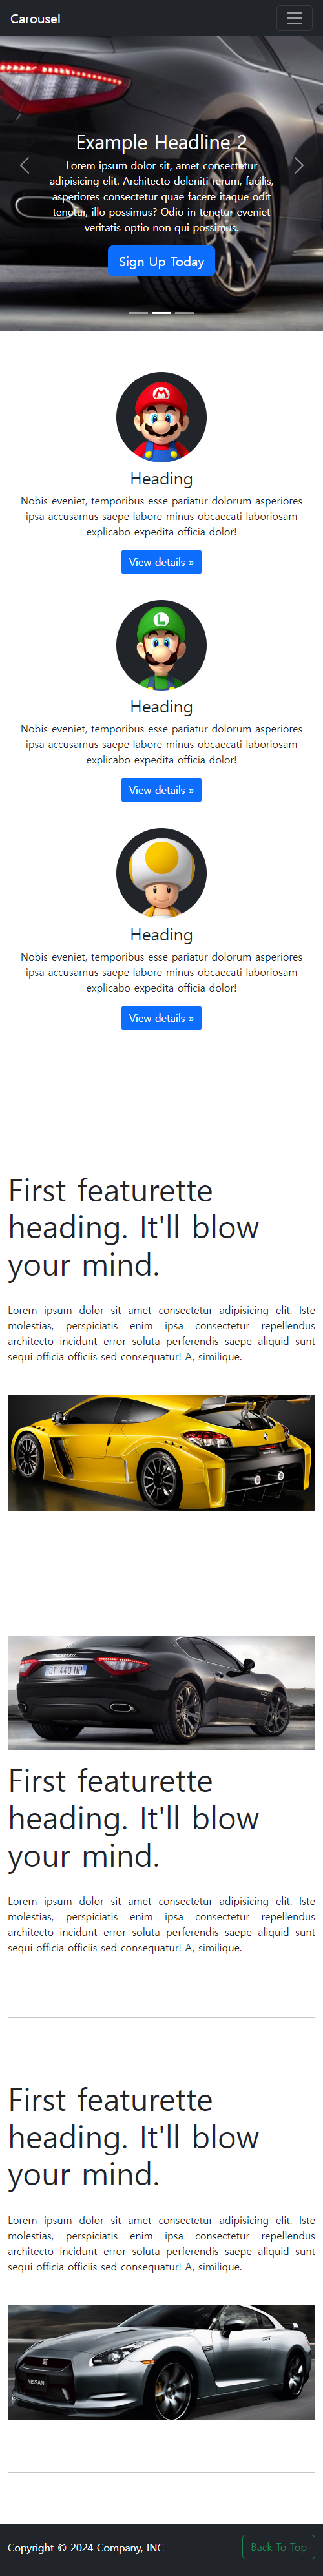 Carousel
Example Headline 2
Lorem ipsum dolor sit, amet consectetur
adipisicing elit. Architecto deleniti rerum, facilis,
asperiores consectetur quae facere itaque odit
tenetur, illo possimus? Odio in tenetur eveniet
veritatis optio non qui possimus.
Sign Up Today
M
Heading
Nobis eveniet, temporibus esse pariatur dolorum asperiores
ipsa accusamus saepe labore minus obcaecati laboriosam
explicabo expedita officia dolor!
View details »
L
Heading
Nobis eveniet, temporibus esse pariatur dolorum asperiores
ipsa accusamus saepe labore minus obcaecati laboriosam
explicabo expedita officia dolor!
View details »
Heading
Nobis eveniet, temporibus esse pariatur dolorum asperiores
ipsa accusamus saepe labore minus obcaecati laboriosam
explicabo expedita officia dolor!
View details »
First featurette
heading. It'll blow
your mind.
Lorem ipsum dolor sit amet consectetur adipisicing elit. Iste
molestias, perspiciatis enim ipsa consectetur repellendus
architecto incidunt error soluta perferendis saepe aliquid sunt
sequi officia officiis sed consequatur! A, similique.
440 HP
First featurette
heading. It'll blow
your mind.
Lorem ipsum dolor sit amet consectetur adipisicing elit. Iste
molestias, perspiciatis enim ipsa consectetur repellendus
architecto incidunt error soluta perferendis saepe aliquid sunt
sequi officia officiis sed consequatur! A, similique.
First featurette
heading. It'll blow
your mind.
Lorem ipsum dolor sit amet consectetur adipisicing elit. Iste
molestias, perspiciatis enim ipsa consectetur repellendus
architecto incidunt error soluta perferendis saepe aliquid sunt
sequi officia officiis sed consequatur! A, similique.
NISSAN
Copyright © 2024 Company, INC
Back To Top